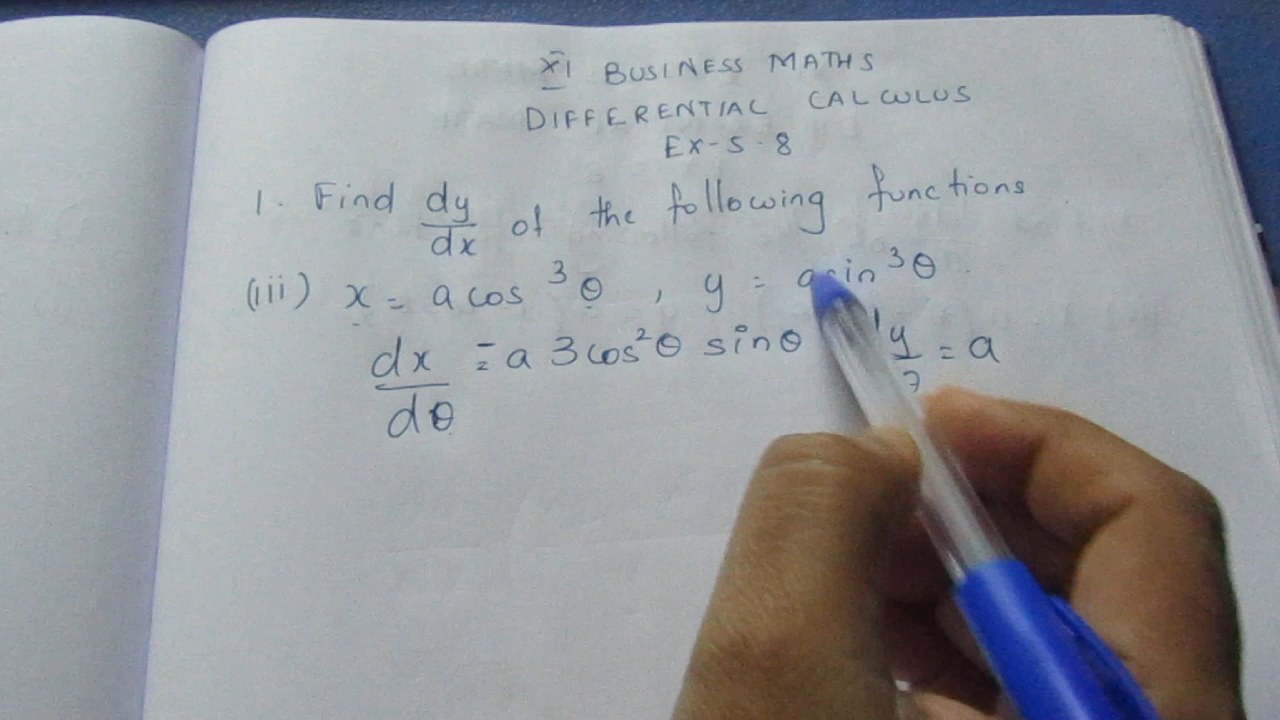 XI BUSINESS MATHS
DIFFERENTIAL CALCULUS
EX-5.8
1. Find dy/dx of the following functions
(iii) x = a cos³θ , y = a sin³θ
dx/dθ = -a 3cos²θ sinθ dy = a